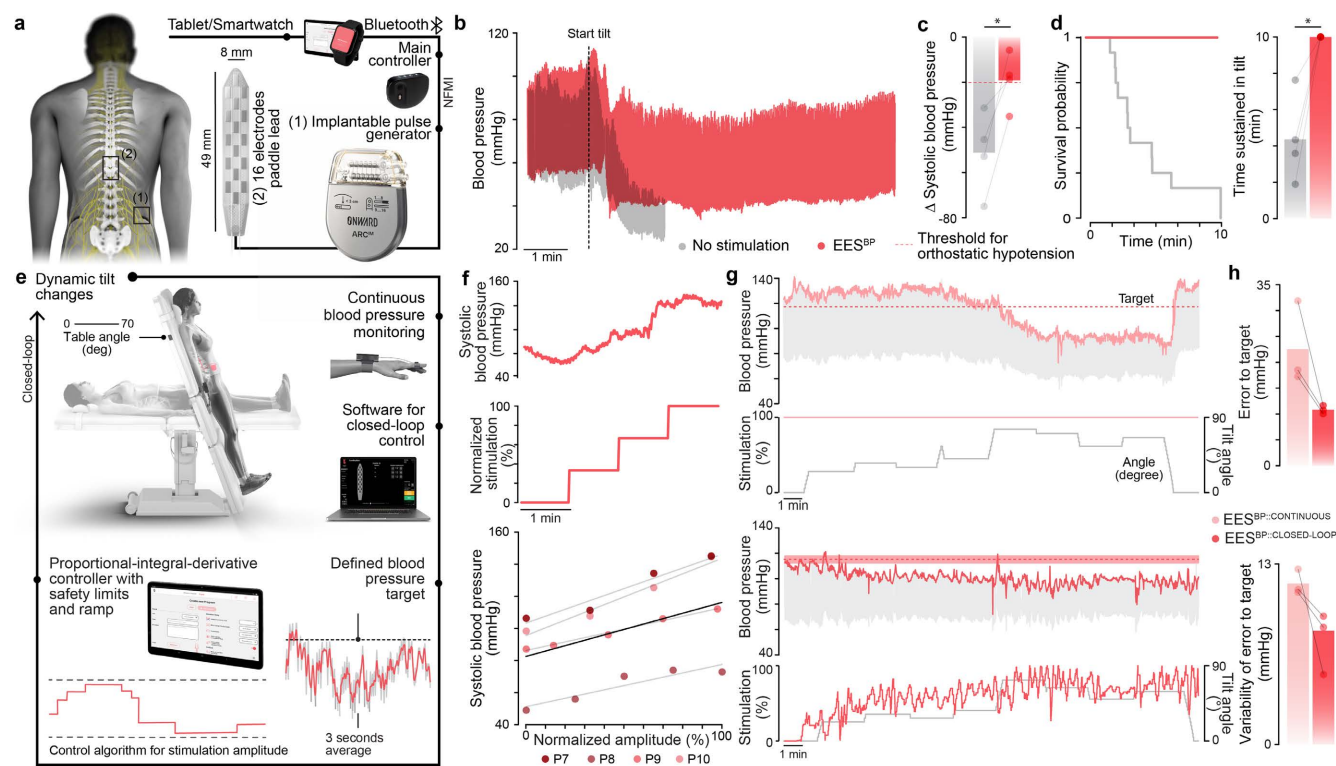 a
Tablet/Smartwatch
Bluetooth
8 mm
Main
controller
NFMI
49 mm
(1) Implantable pulse
generator
(2) 16 electrodes
paddle lead
(2)
(1)
ONWARD
ARC
b
120
Start tilt
Blood pressure
(mmHg)
20
1 min
No stimulation
EES^BP
Threshold for
orthostatic hypotension
c
*
0
Δ Systolic blood pressure
(mmHg)
-80
d
1
Survival probability
0
0
10
Time (min)
*
10
Time sustained in tilt
(min)
0
e
Dynamic tilt
changes
0
70
Table angle
(deg)
Closed-loop
Continuous
blood pressure
monitoring
Software for
closed-loop
control
Proportional-integral-derivative
controller with
safety limits
and ramp
Defined blood
pressure
target
3 seconds
average
Control algorithm for stimulation amplitude
f
160
Systolic
blood pressure
(mmHg)
40
100
Normalized
stimulation
(%)
0
1 min
160
Systolic blood pressure
(mmHg)
40
0
100
Normalized amplitude (%)
P7
P8
P9
P10
g
140
Target
Blood pressure
(mmHg)
40
100
90
Stimulation
(%)
Angle
(degree)
Tilt angle
(°)
0
0
1 min
140
Blood pressure
(mmHg)
40
100
90
Stimulation
(%)
Tilt angle
(°)
0
0
1 min
h
35
Error to target
(mmHg)
0
EES^BP::CONTINUOUS
EES^BP::CLOSED-LOOP
13
Variability of error to target
(mmHg)
0